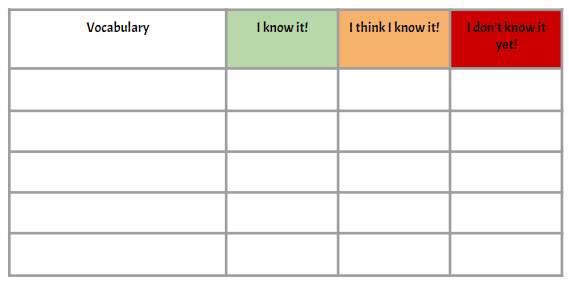 Vocabulary
I know it!
I think I know it!
I don't know it
yet!